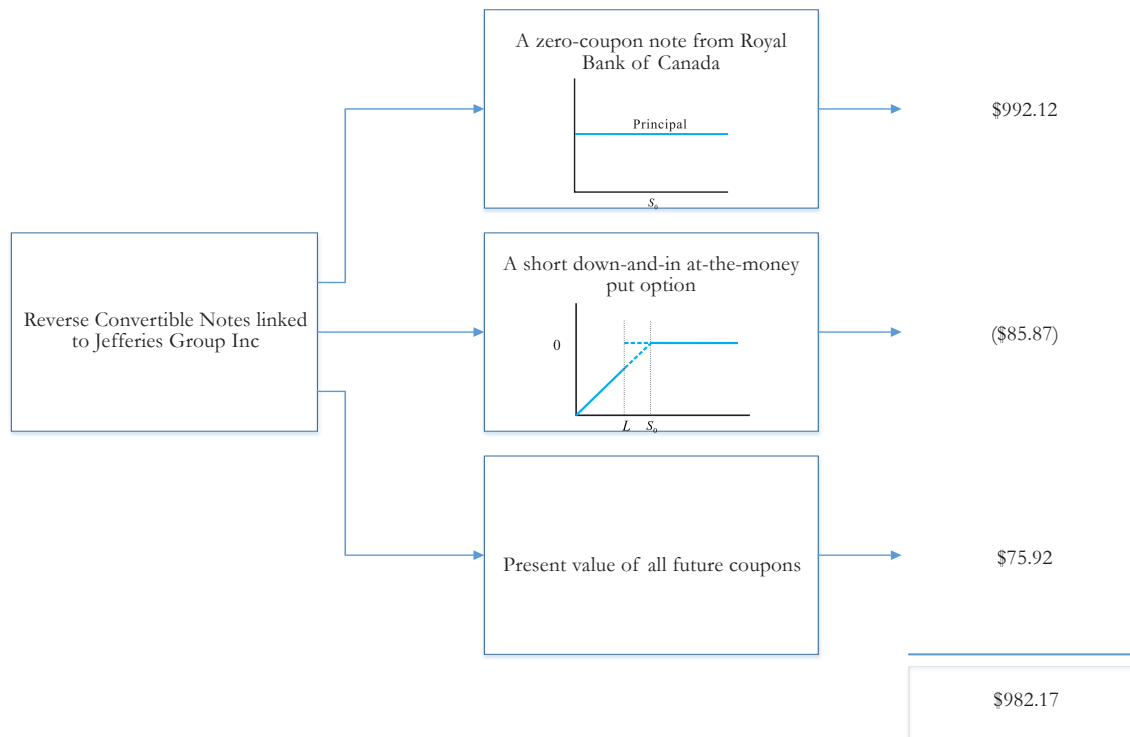 A zero-coupon note from Royal
Bank of Canada
Principal
S₀
$992.12
Reverse Convertible Notes linked
to Jefferies Group Inc
A short down-and-in at-the-money
put option
0
L S₀
($85.87)
Present value of all future coupons
$75.92
$982.17